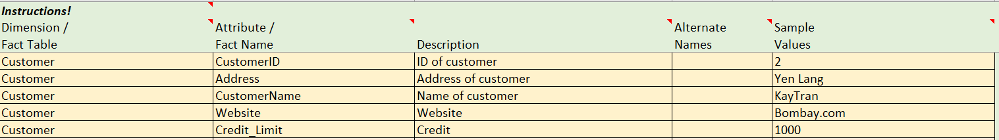 Instructions!
Dimension / Attribute / Alternate Sample
Fact Table Fact Name Description Names Values
Customer CustomerID ID of customer 2
Customer Address Address of customer Yen Lang
Customer CustomerName Name of customer KayTran
Customer Website Website Bombay.com
Customer Credit_Limit Credit 1000